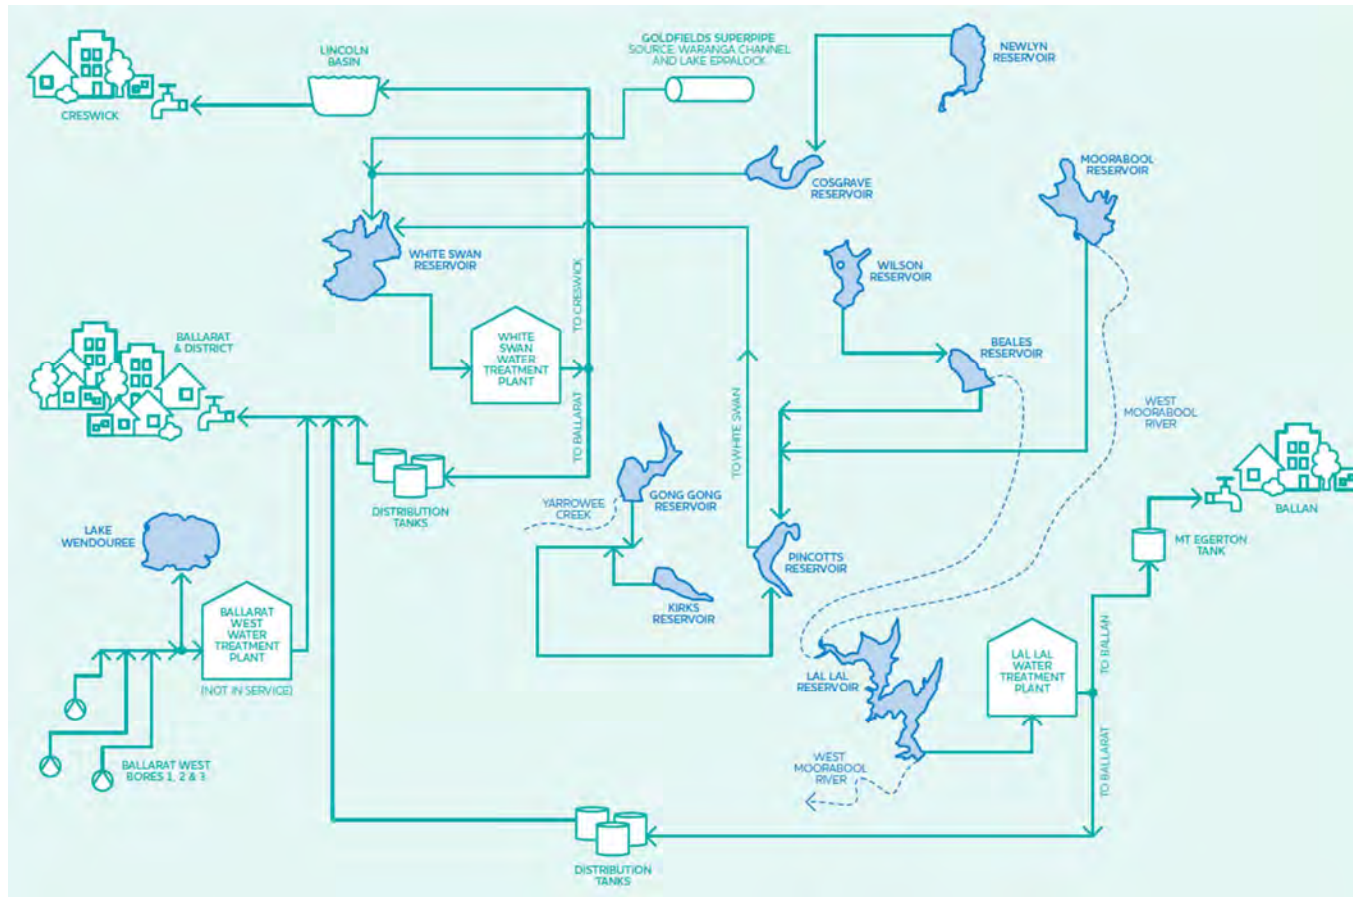 GOLDFIELDS SUPERPIPE
SOURCE: WARANGA CHANNEL
AND LAKE EPPALOCK
NEWLYN
RESERVOIR
LINCOLN
BASIN
CRESWICK
COSGRAVE
RESERVOIR
MOORABOOL
RESERVOIR
WHITE SWAN
RESERVOIR
WILSON
RESERVOIR
TO CRESWICK
BALLARAT
& DISTRICT
WHITE
SWAN
WATER
TREATMENT
PLANT
BEALES
RESERVOIR
TO BALLARAT
TO WHITE SWAN
WEST
MOORABOOL
RIVER
DISTRIBUTION
TANKS
YARROWEE
CREEK
GONG GONG
RESERVOIR
BALLAN
LAKE
WENDOUREE
PINCOTTS
RESERVOIR
MT EGERTON
TANK
KIRKS
RESERVOIR
BALLARAT
WEST
WATER
TREATMENT
PLANT
(NOT IN SERVICE)
LAL LAL
RESERVOIR
LAL LAL
WATER
TREATMENT
PLANT
TO BALLAN
TO BALLARAT
BALLARAT WEST
BORES 1, 2 & 3
WEST
MOORABOOL
RIVER
DISTRIBUTION
TANKS